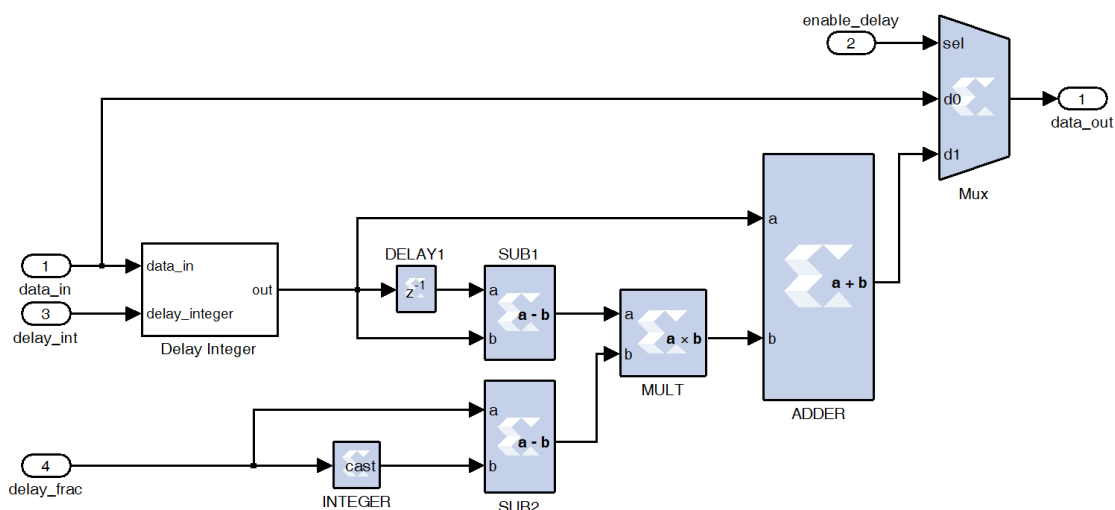 enable_delay
2
sel
d0
1
data_out
d1
Mux
a
a + b
b
ADDER
1
data_in
3
delay_int
data_in
out
delay_integer
Delay Integer
DELAY1
z-1
SUB1
a
a - b
b
a
a × b
b
MULT
a
a - b
b
SUB2
4
delay_frac
cast
INTEGER